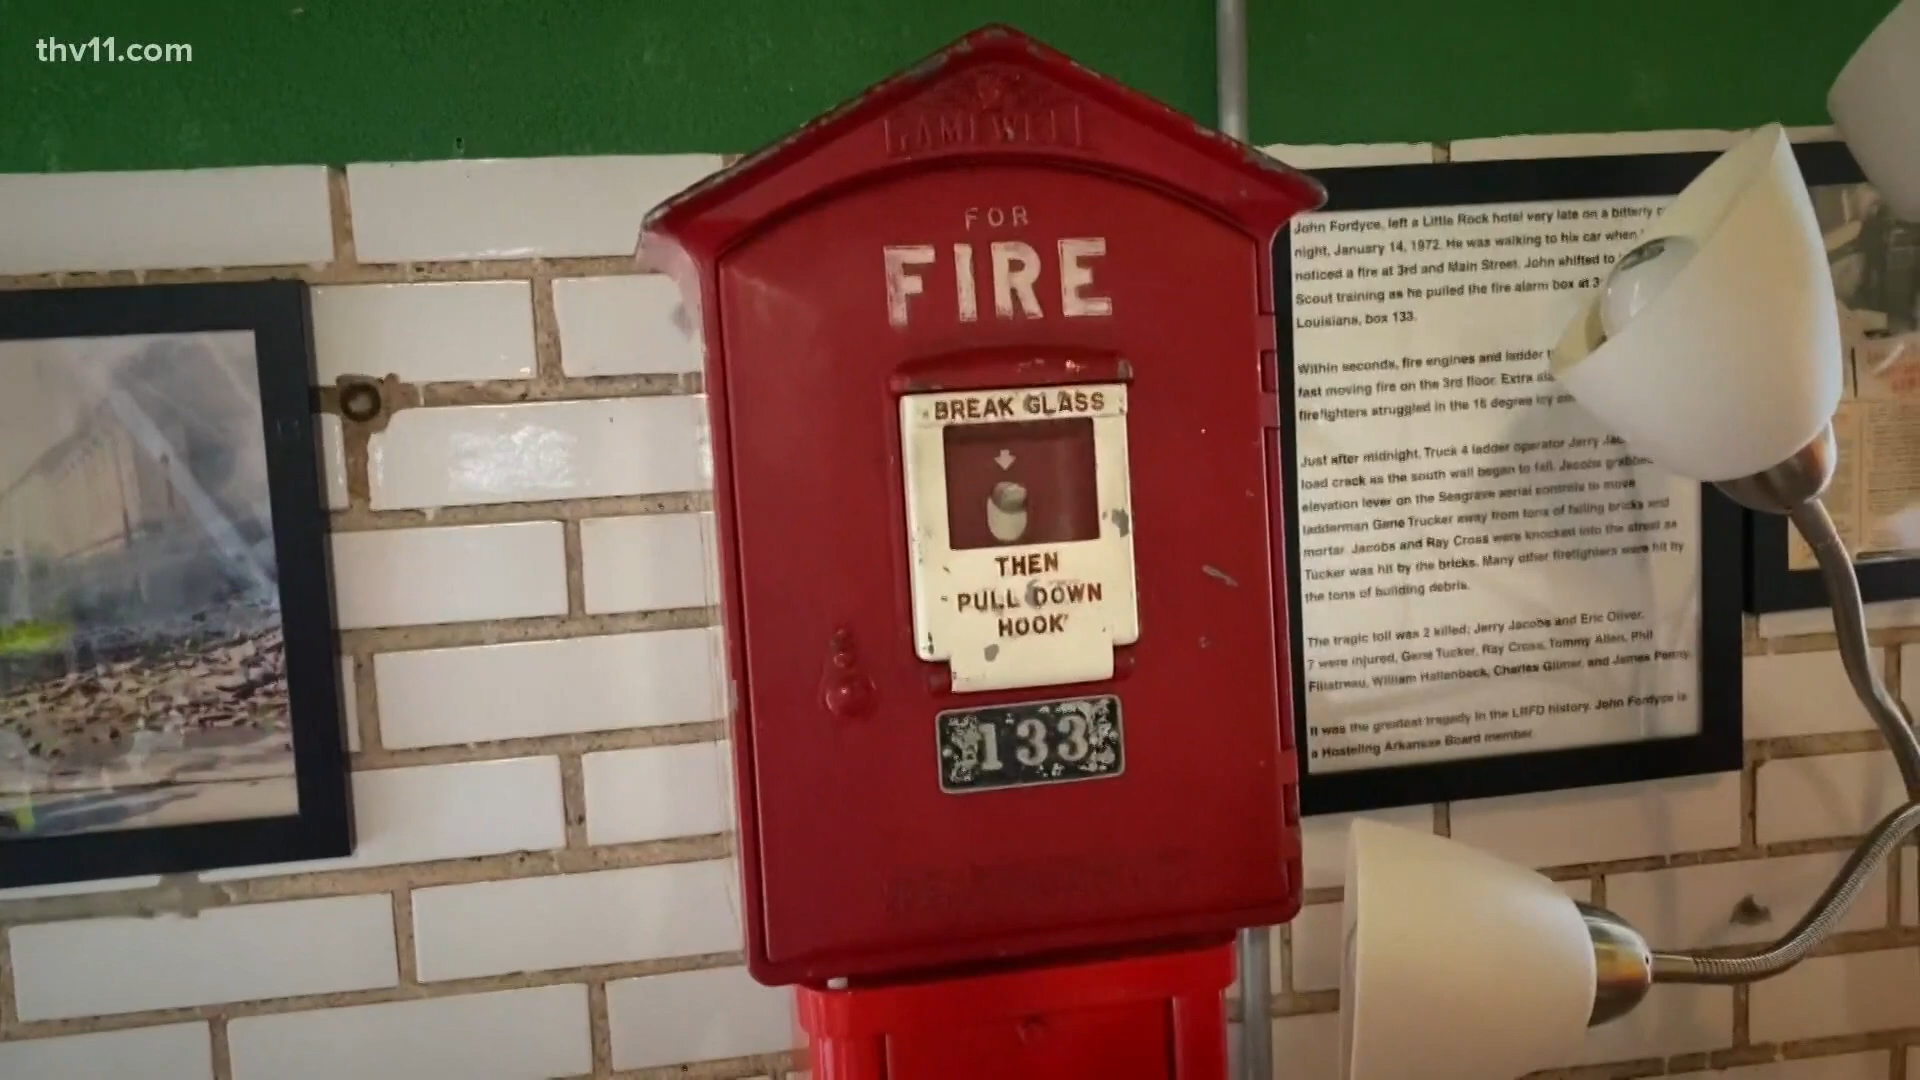 thv11.com
GAMEWELL
FOR
FIRE
BREAK GLASS
THEN
PULL DOWN
HOOK
133
John Fordyce, left a Little Rock hotel very late on a bitterly
night, January 14, 1972. He was walking to his car when
noticed a fire at 3rd and Main Street. John shifted to
Scout training as he pulled the fire alarm box at
Louisiana, box 133.
Within seconds, fire engines and ladder
fast moving fire on the 3rd floor. Extra
firefighters struggled in the 16 degree icy
Just after midnight, Truck 4 ladder operator Jerry
load crack as the south wall began to fall. Jacobs grabbed
elevation lever on the Seagrave aerial controls to move
ladderman Gene Tucker away from tons of falling bricks and
mortar. Jacobs and Ray Cross were knocked into the street as
Tucker was hit by the bricks. Many other firefighters were hit by
the tons of building debris.
The tragic toll was 2 killed; Jerry Jacobs and Eric Oliver.
7 were injured, Gene Tucker, Ray Cross, Tommy Allen, Phil
Filiatreau, William Hallenback, Charles Gilmer, and James Penny.
It was the greatest tragedy in the LRFD history. John Fordyce is
a Hosteling Arkansas Board member.